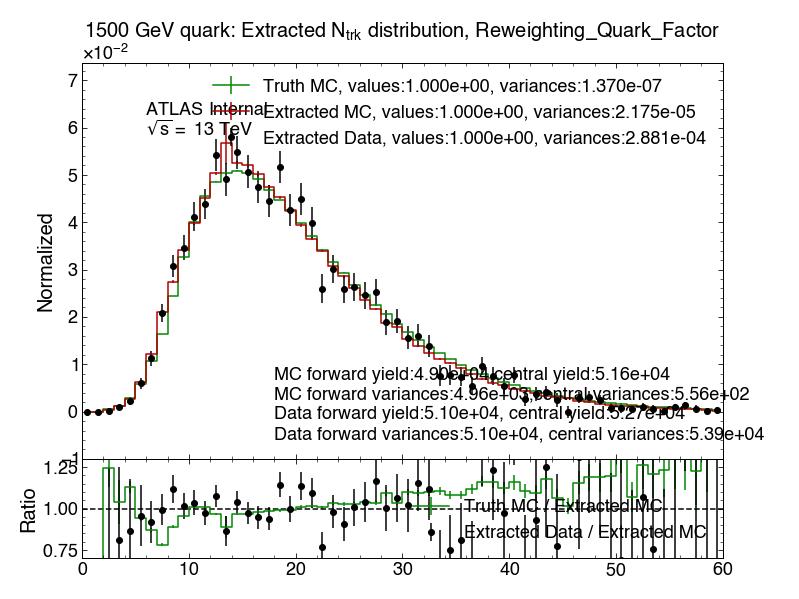 1500 GeV quark: Extracted N_trk distribution, Reweighting_Quark_Factor
×10⁻²
Truth MC, values:1.000e+00, variances:1.370e-07
ATLAS Internal
Extracted MC, values:1.000e+00, variances:2.175e-05
√s = 13 TeV
Extracted Data, values:1.000e+00, variances:2.881e-04
7
6
5
4
3
2
1
0
1
Normalized
MC forward yield:4.90e+04, central yield:5.16e+04
MC forward variances:4.96e+02, central variances:5.56e+02
Data forward yield:5.10e+04, central yield:5.27e+04
Data forward variances:5.10e+04, central variances:5.39e+04
1.25
1.00
0.75
Ratio
Truth MC / Extracted MC
Extracted Data / Extracted MC
0 10 20 30 40 50 60